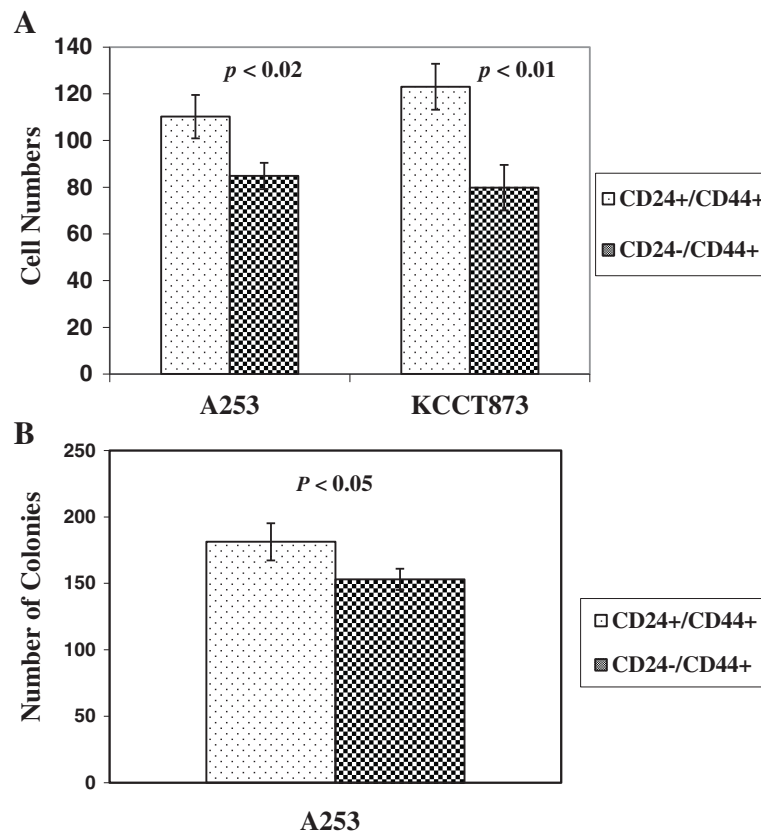 A
140
120
100
80
60
40
20
0
Cell Numbers
p < 0.02
p < 0.01
A253
KCCT873
CD24+/CD44+
CD24-/CD44+
B
250
200
150
100
50
0
Number of Colonies
P < 0.05
A253
CD24+/CD44+
CD24-/CD44+